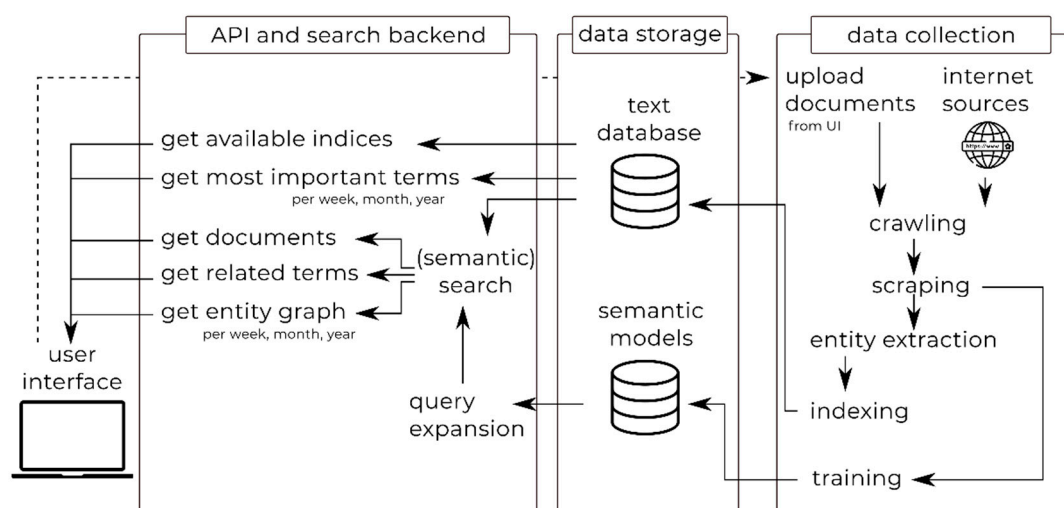 API and search backend
data storage
data collection
upload
documents
from UI
internet
sources
https://www
text
database
get available indices
get most important terms
per week, month, year
get documents
(semantic)
search
get related terms
get entity graph
per week, month, year
crawling
scraping
entity extraction
indexing
training
semantic
models
query
expansion
user
interface